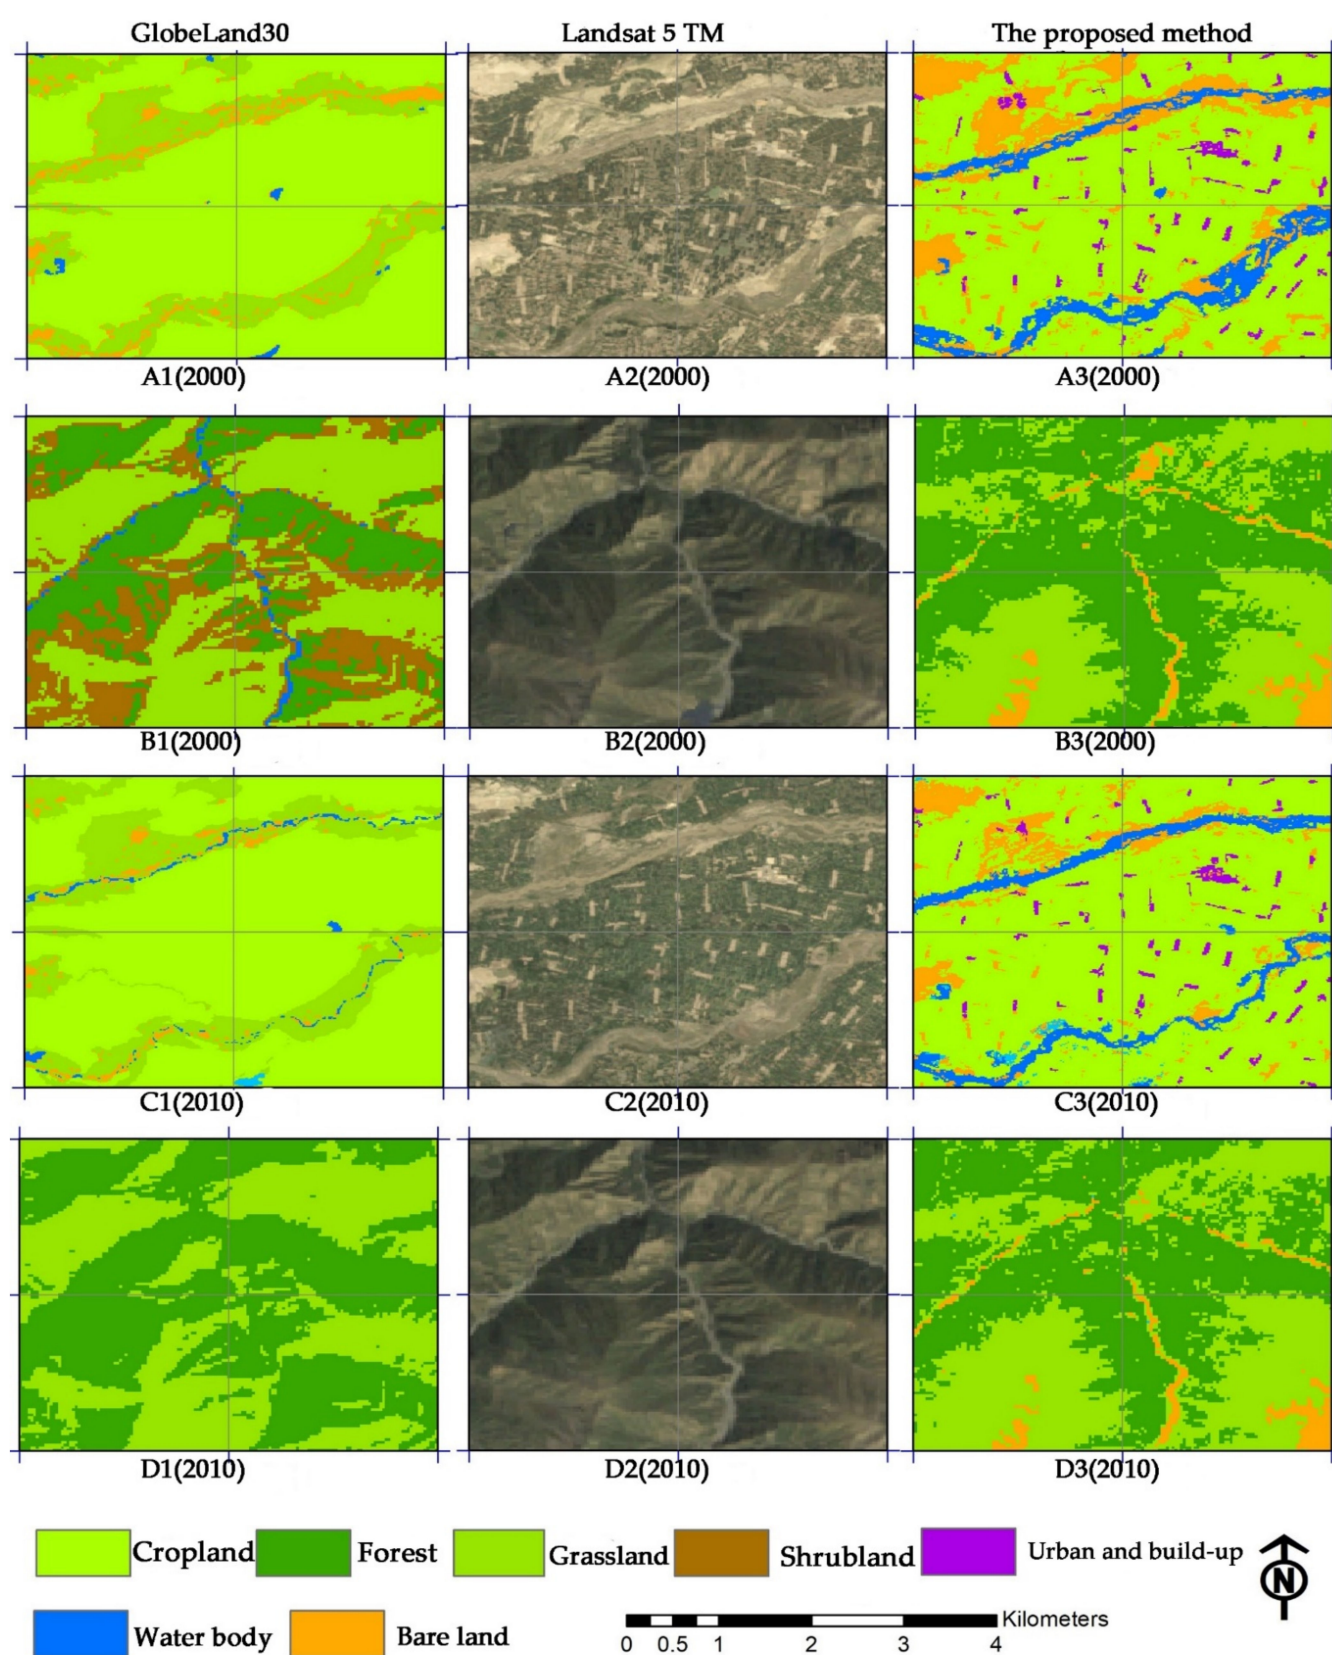 GlobeLand30 Landsat 5 TM The proposed method
A1(2000) A2(2000) A3(2000)
B1(2000) B2(2000) B3(2000)
C1(2010) C2(2010) C3(2010)
D1(2010) D2(2010) D3(2010)
Cropland Forest Grassland Shrubland Urban and build-up
N
Water body Bare land Kilometers
0 0.5 1 2 3 4